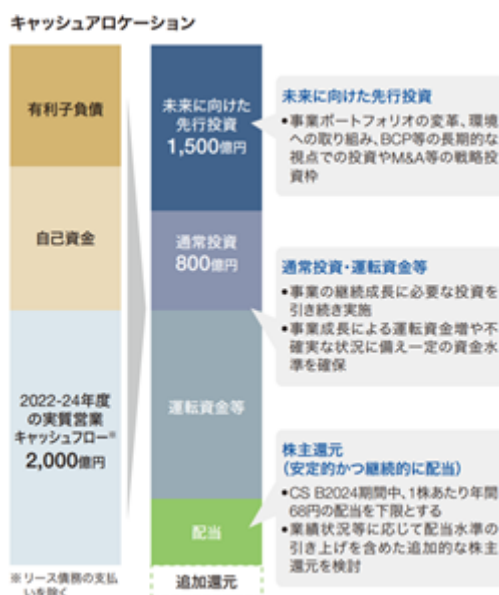 キャッシュアロケーション
有利子負債
自己資金
2022-24年度
の実質営業
キャッシュフロー※
2,000億円
※リース債務の支払
いを除く
未来に向けた
先行投資
1,500億円
通常投資
800億円
運転資金等
配当
追加還元
未来に向けた先行投資
•事業ポートフォリオの変革、環境
への取り組み、BCP等の長期的な
視点での投資やM&A等の戦略投
資枠
通常投資・運転資金等
•事業の継続成長に必要な投資を
引き続き実施
•事業成長による運転資金増や不
確実な状況に備え一定の資金水
準を確保
株主還元
（安定的かつ継続的に配当）
•CS B2024期間中、1株あたり年間
68円の配当を下限とする
•業績状況等に応じて配当水準の
引き上げを含めた追加的な株主
還元を検討